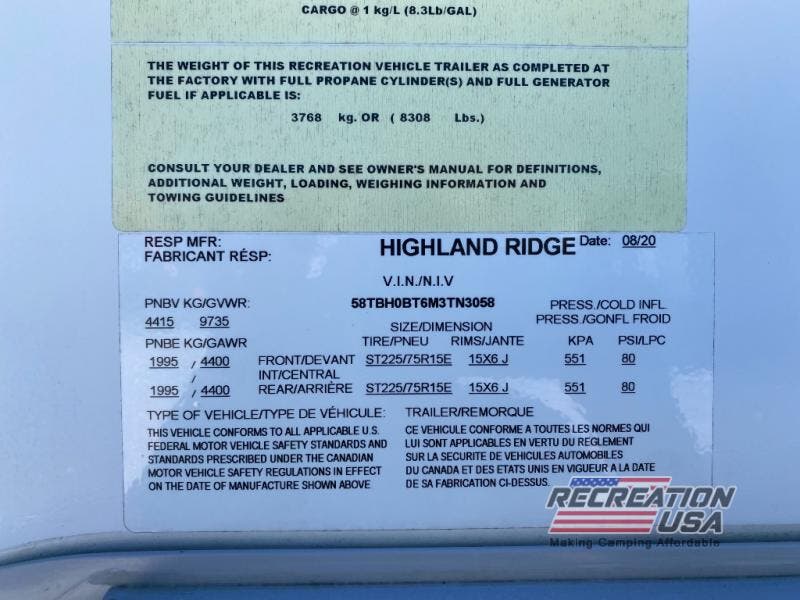 CARGO @ 1 kg/L (8.3Lb/GAL)
THE WEIGHT OF THIS RECREATION VEHICLE TRAILER AS COMPLETED AT
THE FACTORY WITH FULL PROPANE CYLINDER(S) AND FULL GENERATOR
FUEL IF APPLICABLE IS:
3768 kg. OR ( 8308 Lbs.)
CONSULT YOUR DEALER AND SEE OWNER'S MANUAL FOR DEFINITIONS,
ADDITIONAL WEIGHT, LOADING, WEIGHING INFORMATION AND
TOWING GUIDELINES
RESP MFR: HIGHLAND RIDGE Date: 08/20
FABRICANT RÉSP:
V.I.N./N.I.V
PNBV KG/GVWR: 58TBH0BT6M3TN3058 PRESS./COLD INFL
4415 9735 SIZE/DIMENSION PRESS./GONFL FROID
PNBE KG/GAWR TIRE/PNEU RIMS/JANTE KPA PSI/LPC
1995 / 4400 FRONT/DEVANT ST225/75R15E 15X6 J 551 80
/ INT/CENTRAL
1995 / 4400 REAR/ARRIÈRE ST225/75R15E 15X6 J 551 80
TYPE OF VEHICLE/TYPE DE VÉHICULE: TRAILER/REMORQUE
THIS VEHICLE CONFORMS TO ALL APPLICABLE U.S.
FEDERAL MOTOR VEHICLE SAFETY STANDARDS AND
STANDARDS PRESCRIBED UNDER THE CANADIAN
MOTOR VEHICLE SAFETY REGULATIONS IN EFFECT
ON THE DATE OF MANUFACTURE SHOWN ABOVE
CE VEHICULE CONFORME A TOUTES LES NORMES QUI
LUI SONT APPLICABLES EN VERTU DU REGLEMENT
SUR LA SECURITE DE VEHICULES AUTOMOBILES
DU CANADA ET DES ETATS UNIS EN VIGUEUR A LA DATE
DE SA FABRICATION CI-DESSUS.
RECREATION
USA
Making Camping Affordable